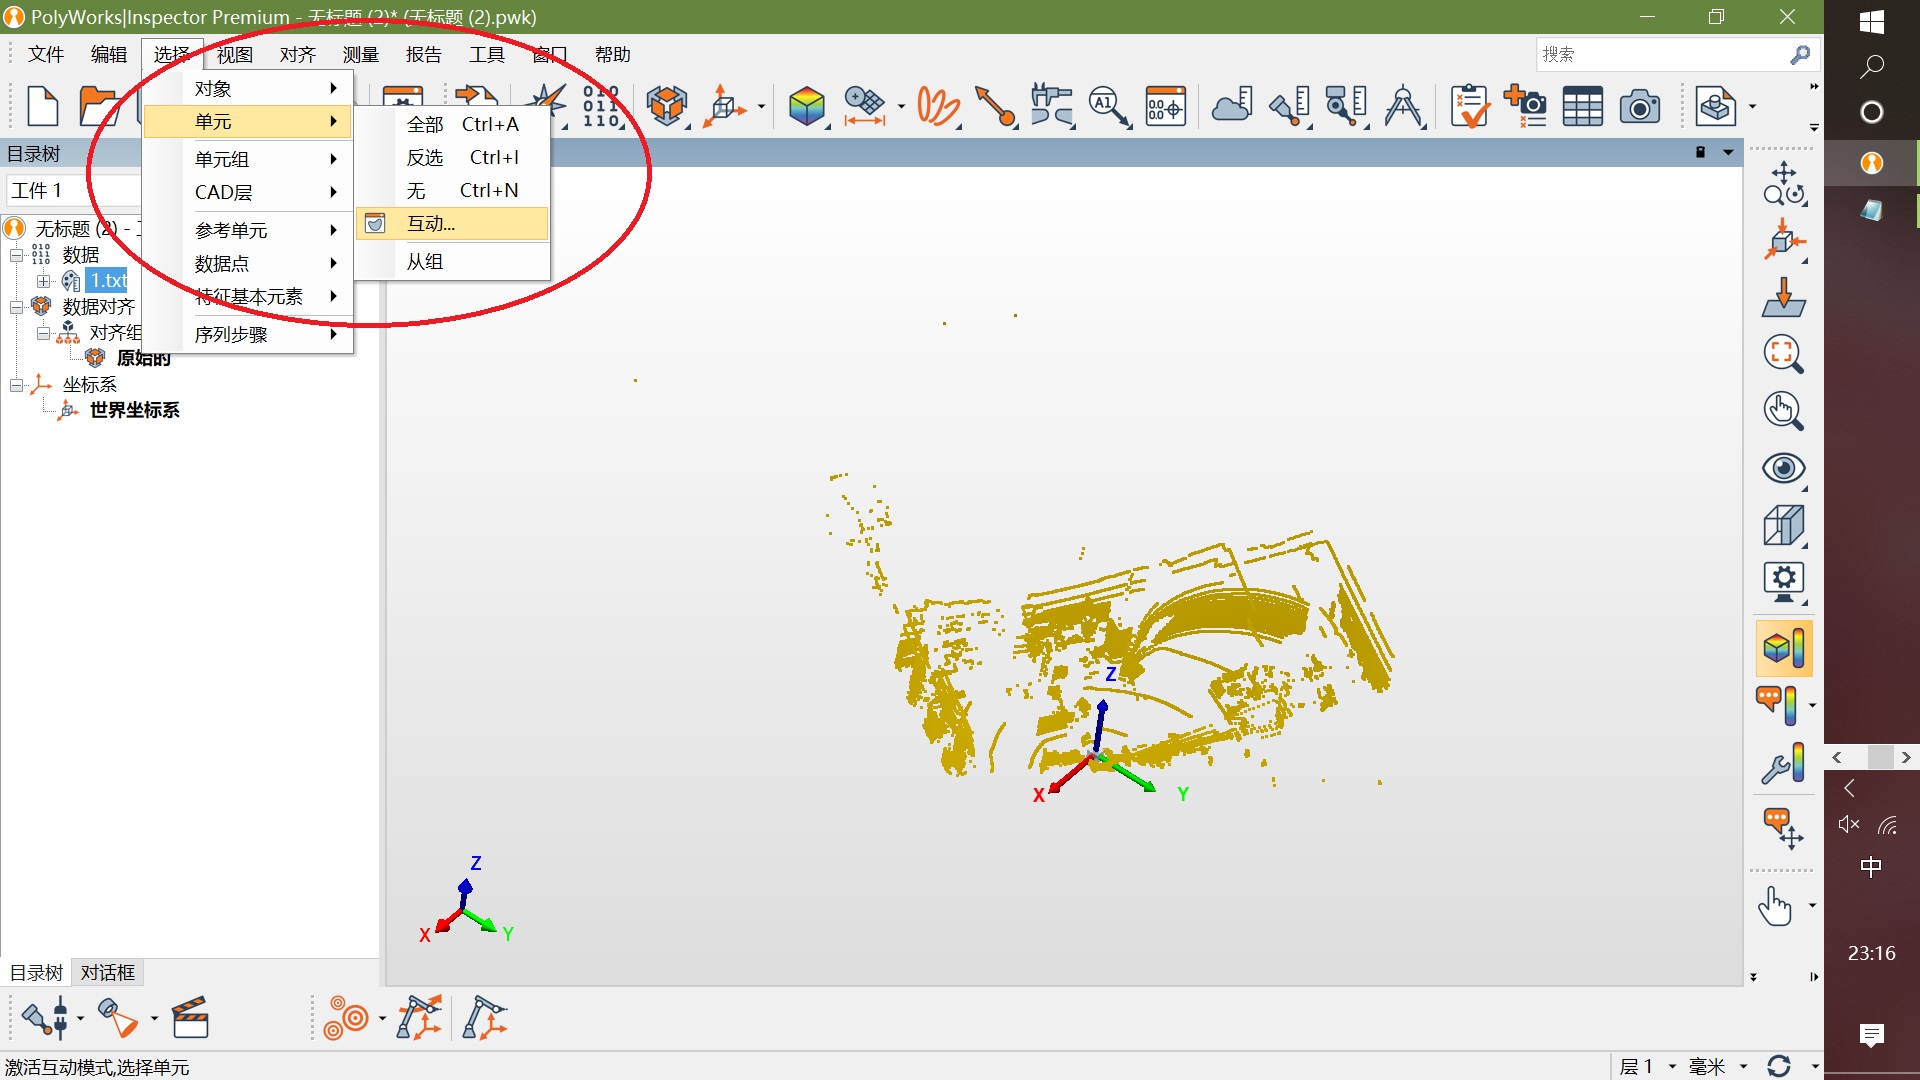 PolyWorks|Inspector Premium - 无标题 (2)* (无标题 (2).pwk)
文件 编辑 选择 视图 对齐 测量 报告 工具 窗口 帮助
搜索
对象
单元
单元组
CAD层
参考单元
数据点
特征基本元素
序列步骤
全部 Ctrl+A
反选 Ctrl+I
无 Ctrl+N
互动...
从组
目录树
工件 1
无标题 (2) -
数据
1.txt
数据对齐
对齐组
原始的
坐标系
世界坐标系
Z
X
Y
Z
X
Y
目录树 对话框
激活互动模式,选择单元
层 1 毫米
中
23:16